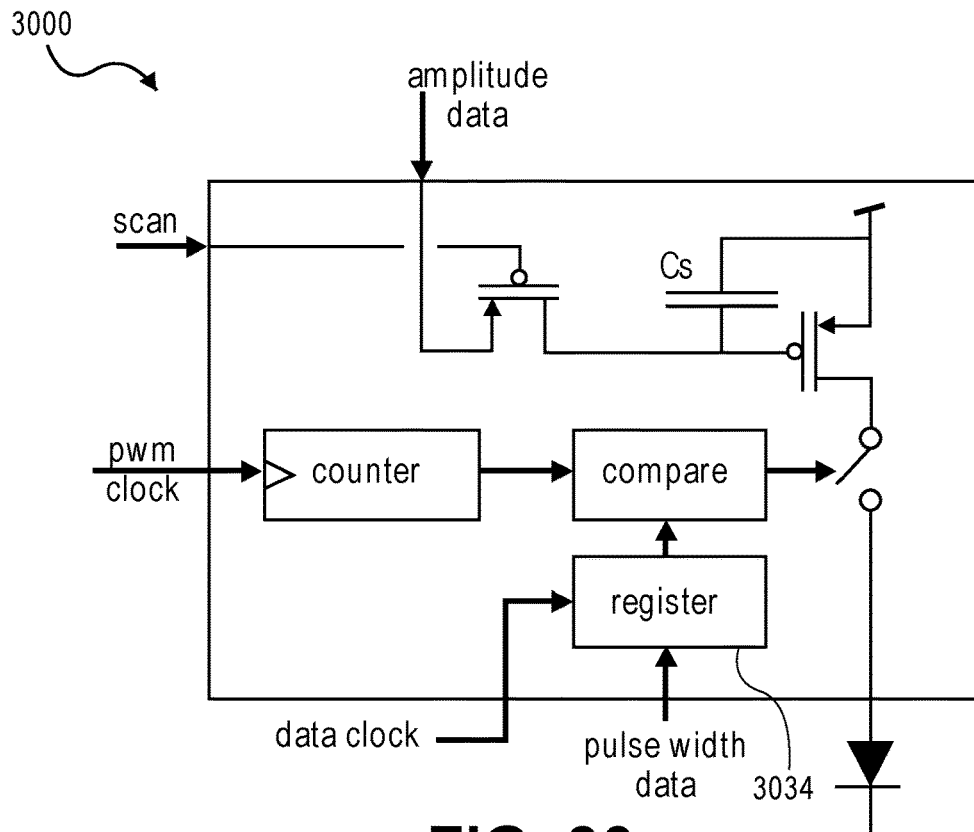 3000
amplitude
data
scan
Cs
pwm
clock
counter
compare
register
data clock
pulse width
data
3034